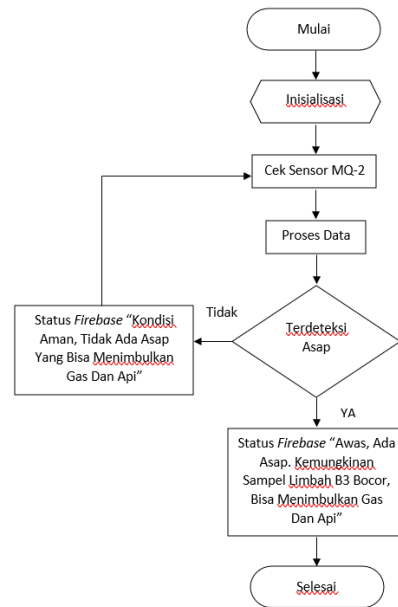 Mulai
Inisialisasi
Cek Sensor MQ-2
Proses Data
Terdeteksi
Asap
Tidak
Status Firebase “Kondisi
Aman, Tidak Ada Asap
Yang Bisa Menimbulkan
Gas Dan Api”
YA
Status Firebase “Awas, Ada
Asap. Kemungkinan
Sampel Limbah B3 Bocor,
Bisa Menimbulkan Gas
Dan Api”
Selesai